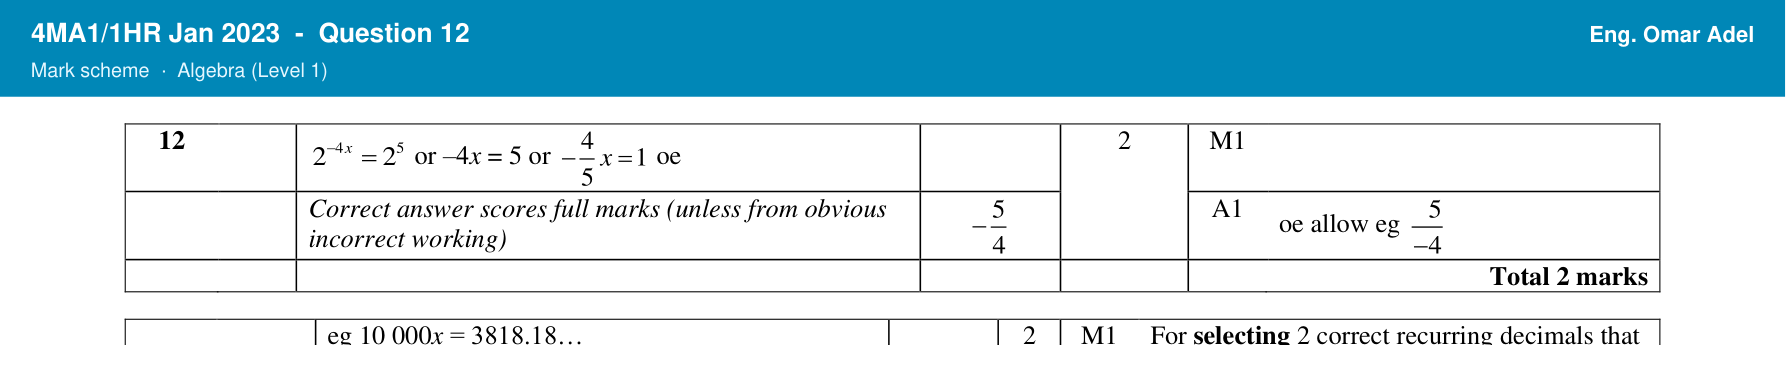 4MA1/1HR Jan 2023 - Question 12
Eng. Omar Adel
Mark scheme · Algebra (Level 1)
12 2^{–4x} = 2^5 or –4x = 5 or −4/5 x = 1 oe 2 M1
Correct answer scores full marks (unless from obvious
incorrect working) −5/4 A1 oe allow eg 5/–4
Total 2 marks
eg 10 000x = 3818.18… 2 M1 For selecting 2 correct recurring decimals that